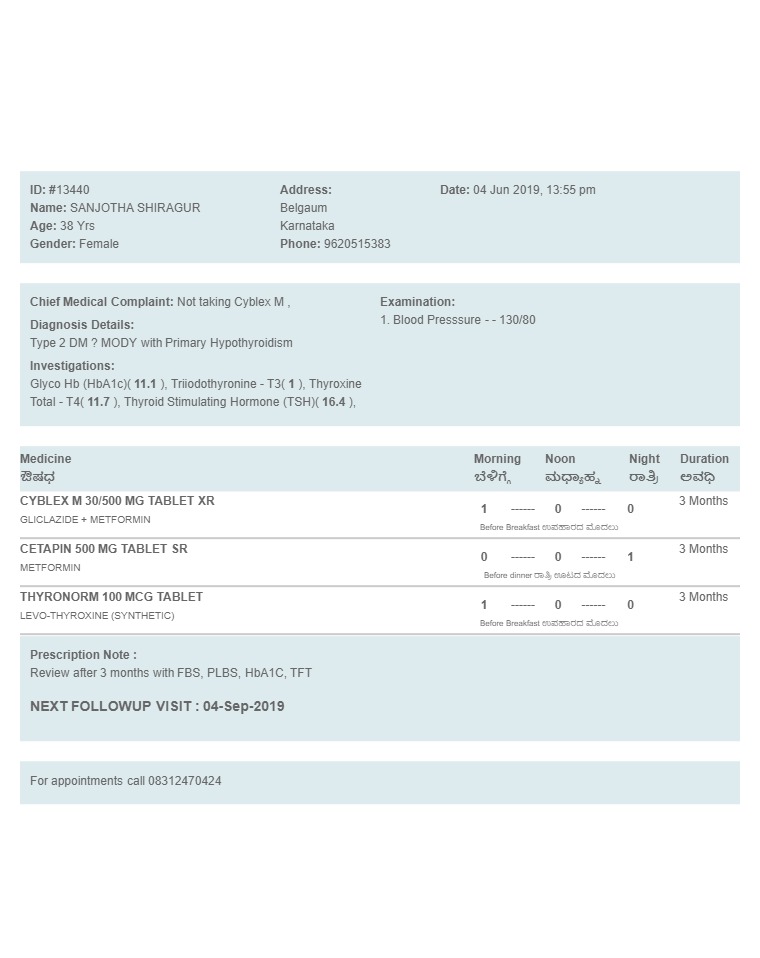 ID: #13440
Name: SANJOTHA SHIRAGUR
Age: 38 Yrs
Gender: Female
Address:
Belgaum
Karnataka
Phone: 9620515383
Date: 04 Jun 2019, 13:55 pm
Chief Medical Complaint: Not taking Cyblex M ,
Diagnosis Details:
Type 2 DM ? MODY with Primary Hypothyroidism
Investigations:
Glyco Hb (HbA1c)( 11.1 ), Triiodothyronine - T3( 1 ), Thyroxine
Total - T4( 11.7 ), Thyroid Stimulating Hormone (TSH)( 16.4 ),
Examination:
1. Blood Presssure - - 130/80
Medicine Morning Noon Night Duration
ಔಷಧ ಬೆಳಿಗ್ಗೆ ಮಧ್ಯಾಹ್ನ ರಾತ್ರಿ ಅವಧಿ
CYBLEX M 30/500 MG TABLET XR 3 Months
1 ------ 0 ------ 0
GLICLAZIDE + METFORMIN
Before Breakfast ಉಪಹಾರದ ಮೊದಲು
CETAPIN 500 MG TABLET SR 3 Months
0 ------ 0 ------ 1
METFORMIN
Before dinner ರಾತ್ರಿ ಊಟದ ಮೊದಲು
THYRONORM 100 MCG TABLET 3 Months
1 ------ 0 ------ 0
LEVO-THYROXINE (SYNTHETIC)
Before Breakfast ಉಪಹಾರದ ಮೊದಲು
Prescription Note :
Review after 3 months with FBS, PLBS, HbA1C, TFT
NEXT FOLLOWUP VISIT : 04-Sep-2019
For appointments call 08312470424